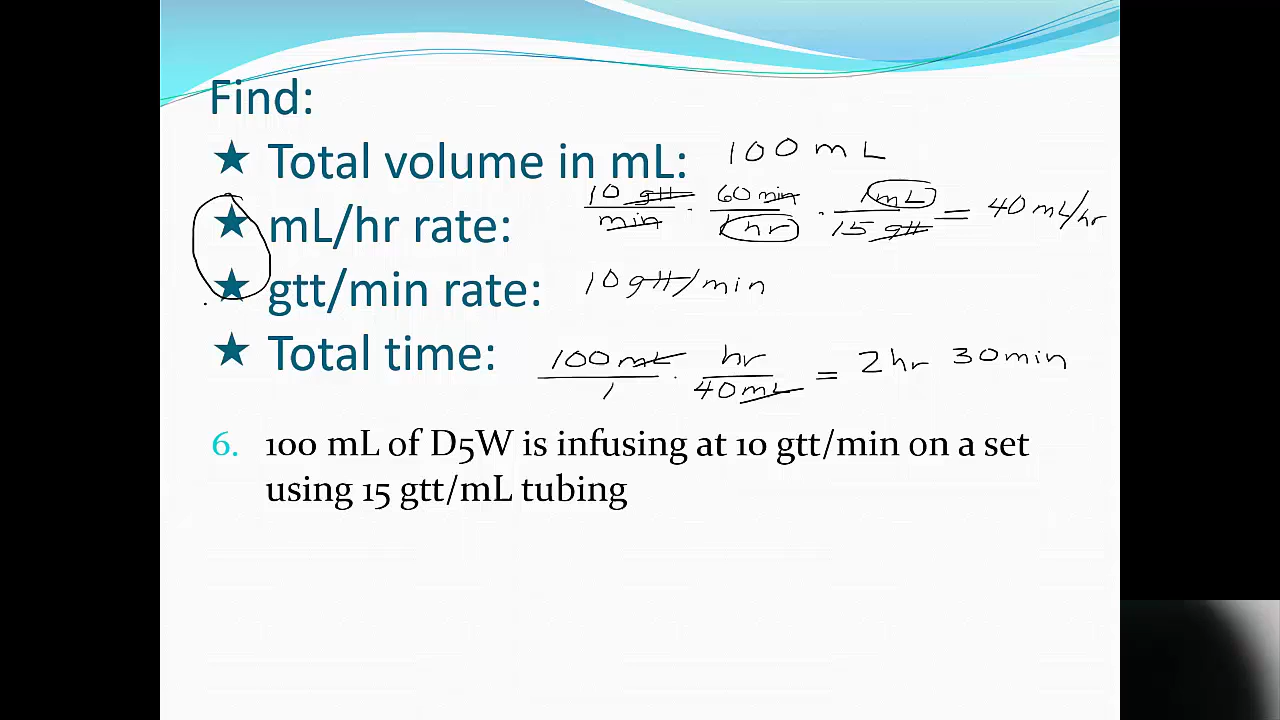 Find:
★ Total volume in mL: 100 mL
★ mL/hr rate: 10 gtt/min · 60 min/1 hr · 1 mL/15 gtt = 40 mL/hr
★ gtt/min rate: 10 gtt/min
★ Total time: 100 mL/1 · hr/40 mL = 2 hr 30 min
6. 100 mL of D5W is infusing at 10 gtt/min on a set
using 15 gtt/mL tubing